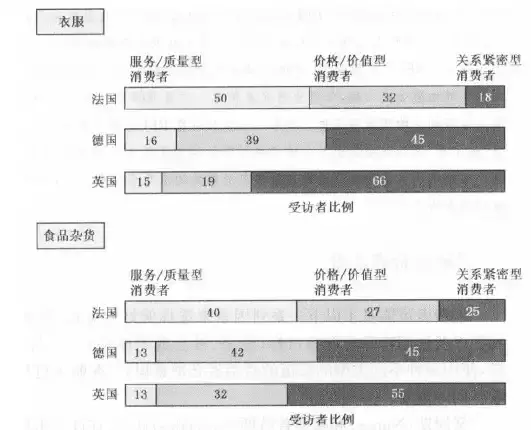 衣服
服务/质量型 价格/价值型 关系紧密型
消费者 消费者 消费者
法国 50 32 18
德国 16 39 45
英国 15 19 66
受访者比例
食品杂货
服务/质量型 价格/价值型 关系紧密型
消费者 消费者 消费者
法国 40 27 25
德国 13 42 45
英国 13 32 55
受访者比例